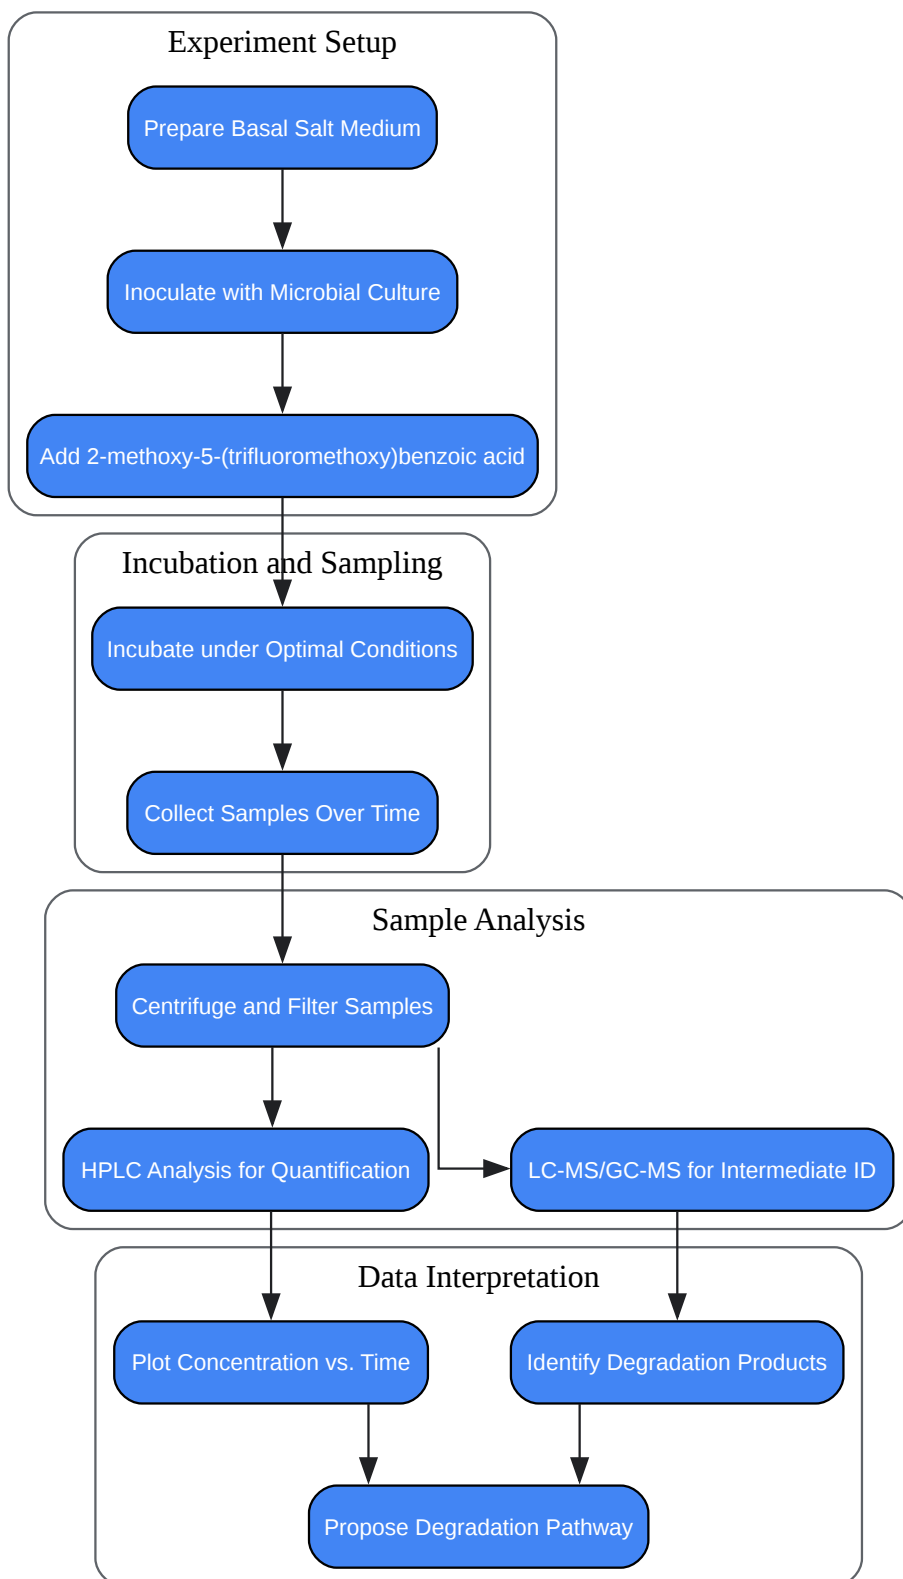 Experiment Setup
Prepare Basal Salt Medium
Inoculate with Microbial Culture
Add 2-methoxy-5-(trifluoromethoxy)benzoic acid
Incubation and Sampling
Incubate under Optimal Conditions
Collect Samples Over Time
Sample Analysis
Centrifuge and Filter Samples
HPLC Analysis for Quantification
LC-MS/GC-MS for Intermediate ID
Data Interpretation
Plot Concentration vs. Time
Identify Degradation Products
Propose Degradation Pathway